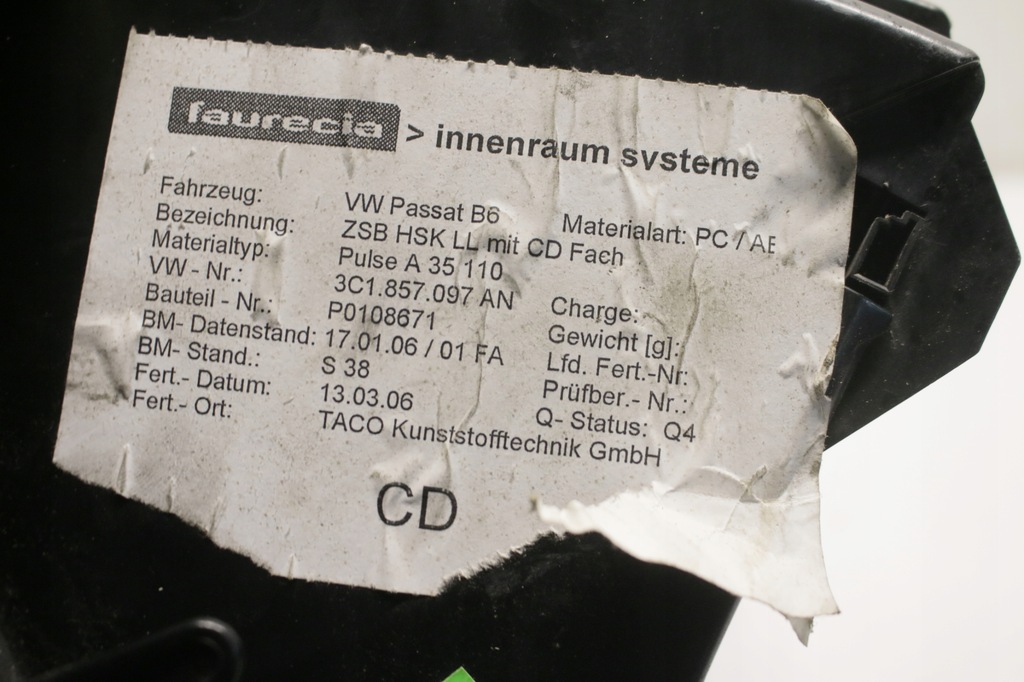 faurecia > innenraum systeme
Fahrzeug: VW Passat B6 Materialart: PC / AB
Bezeichnung: ZSB HSK LL mit CD Fach
Materialtyp: Pulse A 35 110
VW - Nr.: 3C1.857.097 AN Charge:
Bauteil - Nr.: P0108671 Gewicht [g]:
BM- Datenstand: 17.01.06 / 01 FA Lfd. Fert.-Nr:
BM- Stand.: S 38 Prüfber.- Nr.:
Fert.- Datum: 13.03.06 Q- Status: Q4
Fert.- Ort: TACO Kunststofftechnik GmbH
CD